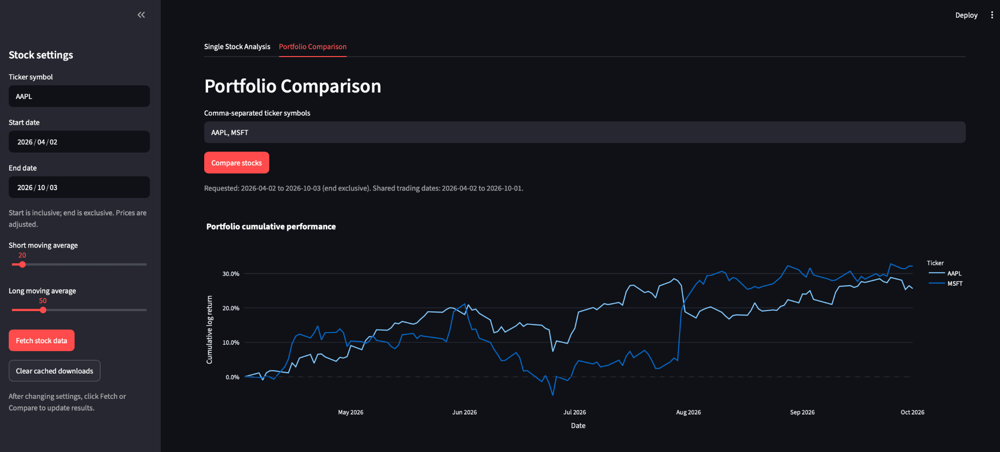 Deploy
Stock settings
Ticker symbol
AAPL
Start date
2026/04/02
End date
2026/10/03
Start is inclusive; end is exclusive. Prices are
adjusted.
Short moving average
20
Long moving average
50
Fetch stock data
Clear cached downloads
After changing settings, click Fetch or
Compare to update results.
Single Stock Analysis Portfolio Comparison
Portfolio Comparison
Comma-separated ticker symbols
AAPL, MSFT
Compare stocks
Requested: 2026-04-02 to 2026-10-03 (end exclusive). Shared trading dates: 2026-04-02 to 2026-10-01.
Portfolio cumulative performance
Cumulative log return
30.0%
20.0%
10.0%
0.0%
May 2026 Jun 2026 Jul 2026 Aug 2026 Sep 2026 Oct 2026
Date
Ticker
AAPL
MSFT